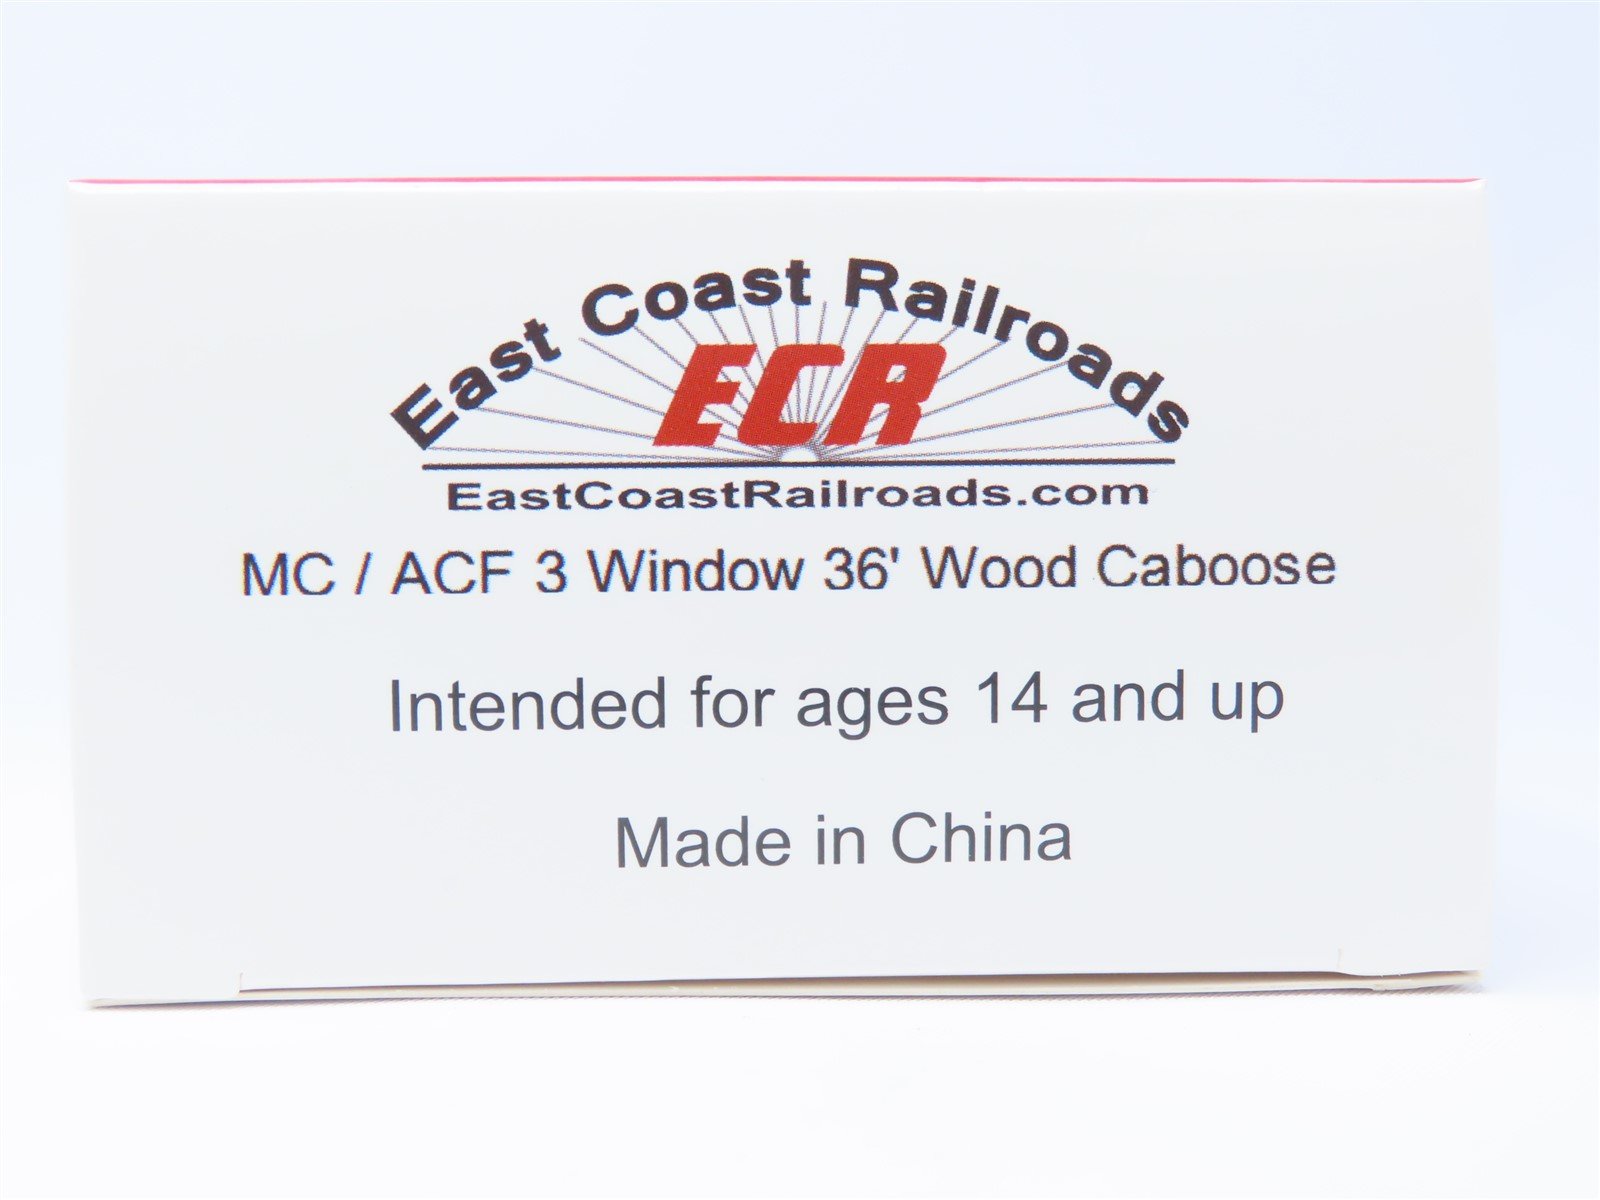 East Coast Railroads
ECR
EastCoastRailroads.com
MC / ACF 3 Window 36' Wood Caboose
Intended for ages 14 and up
Made in China